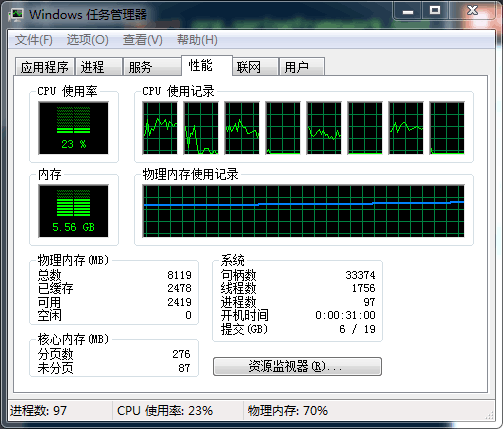 Windows 任务管理器
文件(F) 选项(O) 查看(V) 帮助(H)
应用程序 进程 服务 性能 联网 用户
CPU 使用率 CPU 使用记录
23 %
内存 物理内存使用记录
5.56 GB
物理内存(MB) 系统
总数 8119 句柄数 33374
已缓存 2478 线程数 1756
可用 2419 进程数 97
空闲 0 开机时间 0:00:31:00
提交(GB) 6 / 19
核心内存(MB)
分页数 276
未分页 87
资源监视器(R)...
进程数: 97 CPU 使用率: 23% 物理内存: 70%